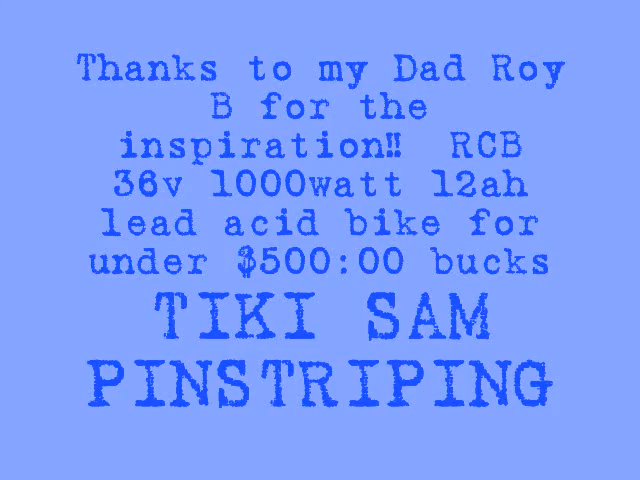 Thanks to my Dad Roy
B for the
inspiration!!  RCB
36v 1000watt 12ah
lead acid bike for
under $500:00 bucks
TIKI SAM
PINSTRIPING